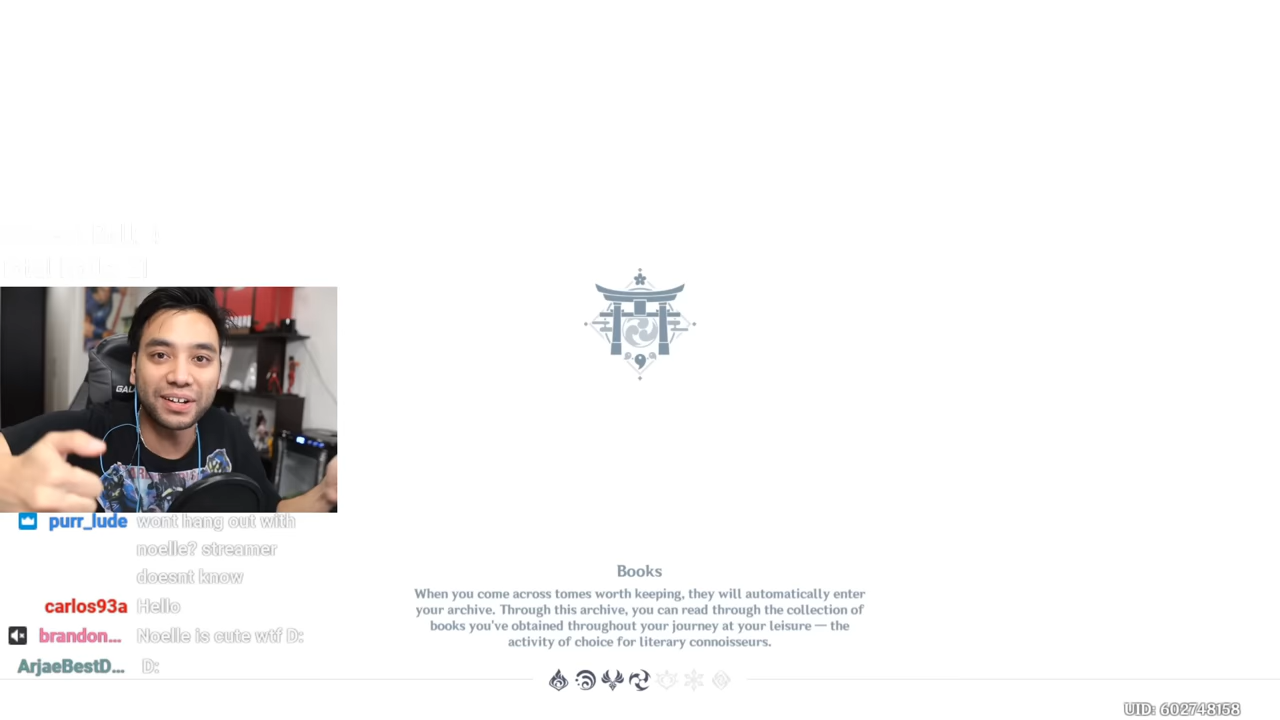 GAL
purr_lude wont hang out with
noelle? streamer
doesnt know
carlos93a Hello
brandon... Noelle is cute wtf D:
ArjaeBestD... D:
Books
When you come across tomes worth keeping, they will automatically enter
your archive. Through this archive, you can read through the collection of
books you've obtained throughout your journey at your leisure — the
activity of choice for literary connoisseurs.
UID: 602748158